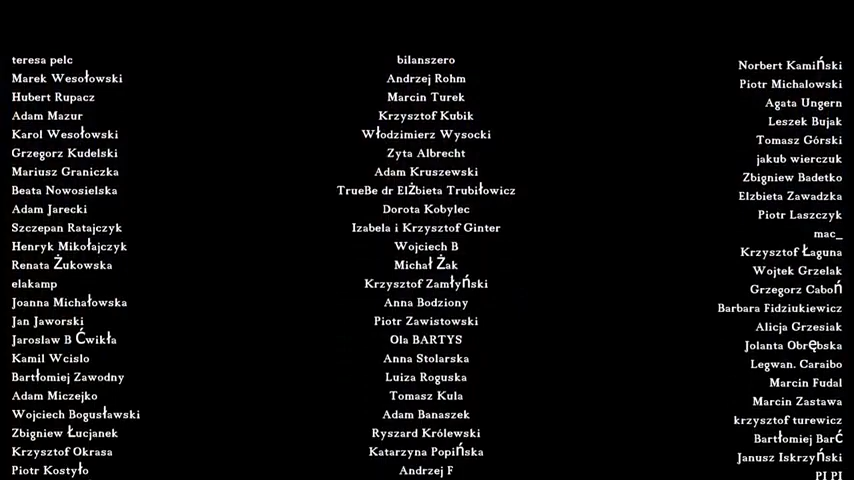 teresa pelc
Marek Wesołowski
Hubert Rupacz
Adam Mazur
Karol Wesołowski
Grzegorz Kudelski
Mariusz Graniczka
Beata Nowosielska
Adam Jarecki
Szczepan Ratajczyk
Henryk Mikołajczyk
Renata Żukowska
elakamp
Joanna Michałowska
Jan Jaworski
Jaroslaw B Ćwikła
Kamil Wcislo
Bartłomiej Zawodny
Adam Miczejko
Wojciech Bogusławski
Zbigniew Łucjanek
Krzysztof Okrasa
Piotr Kostyło
bilanszero
Andrzej Rohm
Marcin Turek
Krzysztof Kubik
Włodzimierz Wysocki
Zyta Albrecht
Adam Kruszewski
TrueBe dr Elżbieta Trubiłowicz
Dorota Kobylec
Izabela i Krzysztof Ginter
Wojciech B
Michał Żak
Krzysztof Zamłyński
Anna Bodziony
Piotr Zawistowski
Ola BARTYS
Anna Stolarska
Luiza Roguska
Tomasz Kula
Adam Banaszek
Ryszard Królewski
Katarzyna Popińska
Andrzej F
Norbert Kamiński
Piotr Michalowski
Agata Ungern
Leszek Bujak
Tomasz Górski
jakub wierczuk
Zbigniew Badetko
Elzbieta Zawadzka
Piotr Laszczyk
mac_
Krzysztof Łaguna
Wojtek Grzelak
Grzegorz Caboń
Barbara Fidziukiewicz
Alicja Grzesiak
Jolanta Obrębska
Legwan. Caraibo
Marcin Fudal
Marcin Zastawa
krzysztof turewicz
Bartłomiej Barć
Janusz Iskrzyński
PI PI